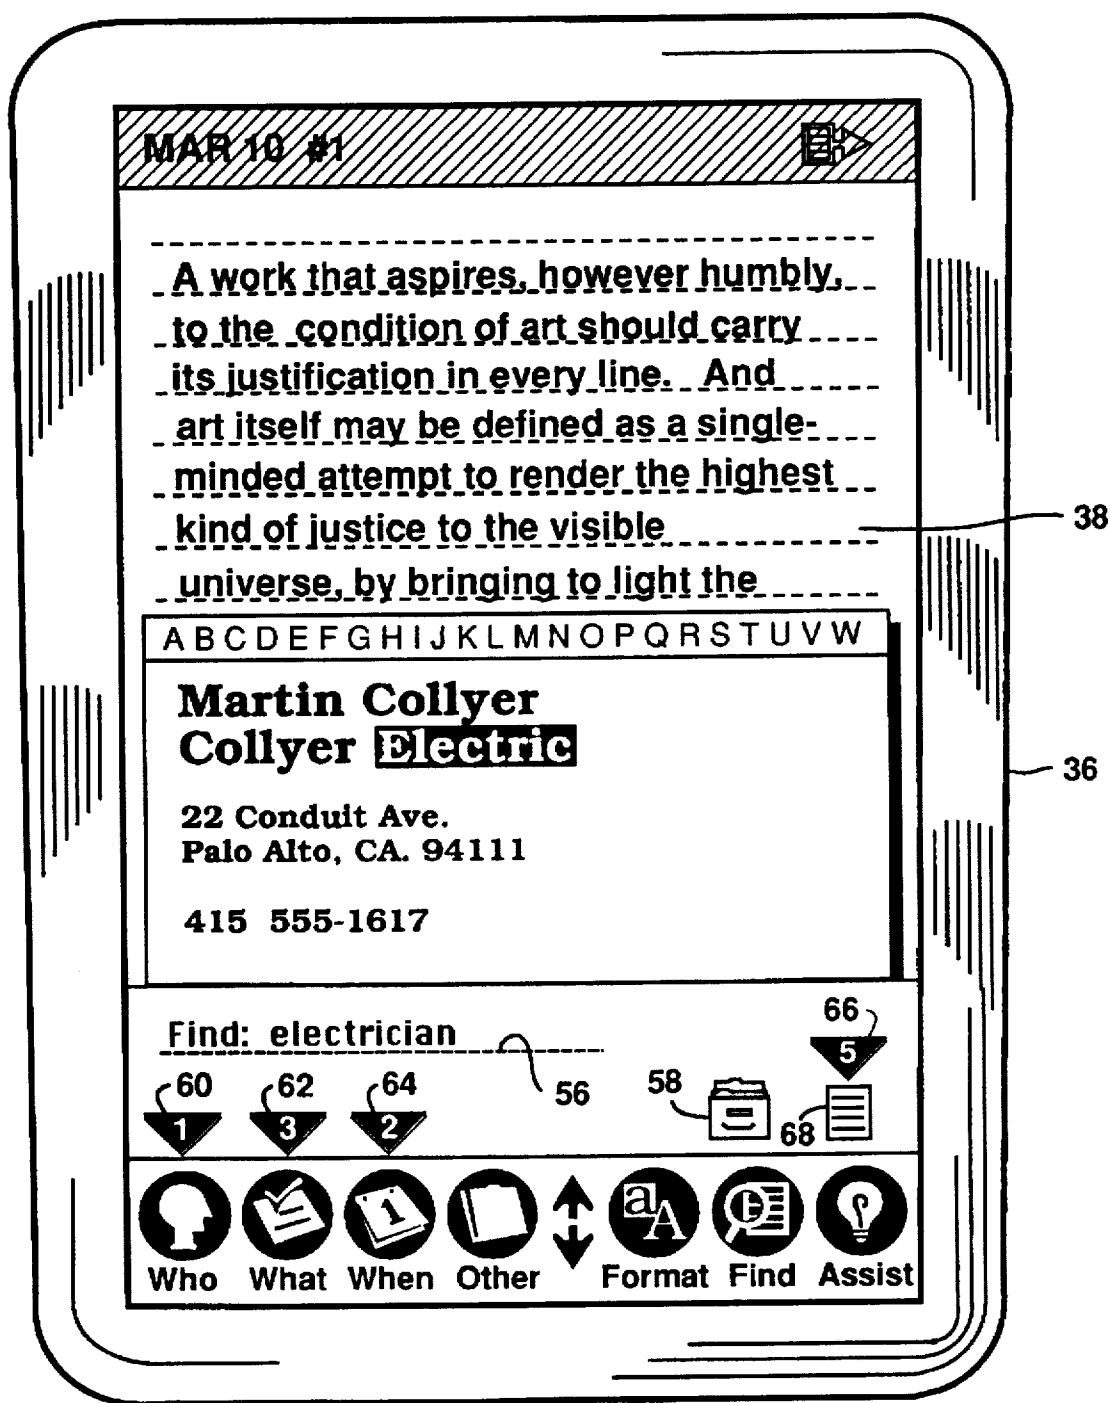 MAR 10 #1
A work that aspires, however humbly,
to the condition of art should carry
its justification in every line. And
art itself may be defined as a single-
minded attempt to render the highest
kind of justice to the visible
38
universe, by bringing to light the
A B C D E F G H I J K L M N O P Q R S T U V W
Martin Collyer
Collyer Electric
36
22 Conduit Ave.
Palo Alto, CA. 94111
415 555-1617
66
Find: electrician
5
60 62 64 56 58 68
1 3 2
1 a A
Who What When Other Format Find Assist